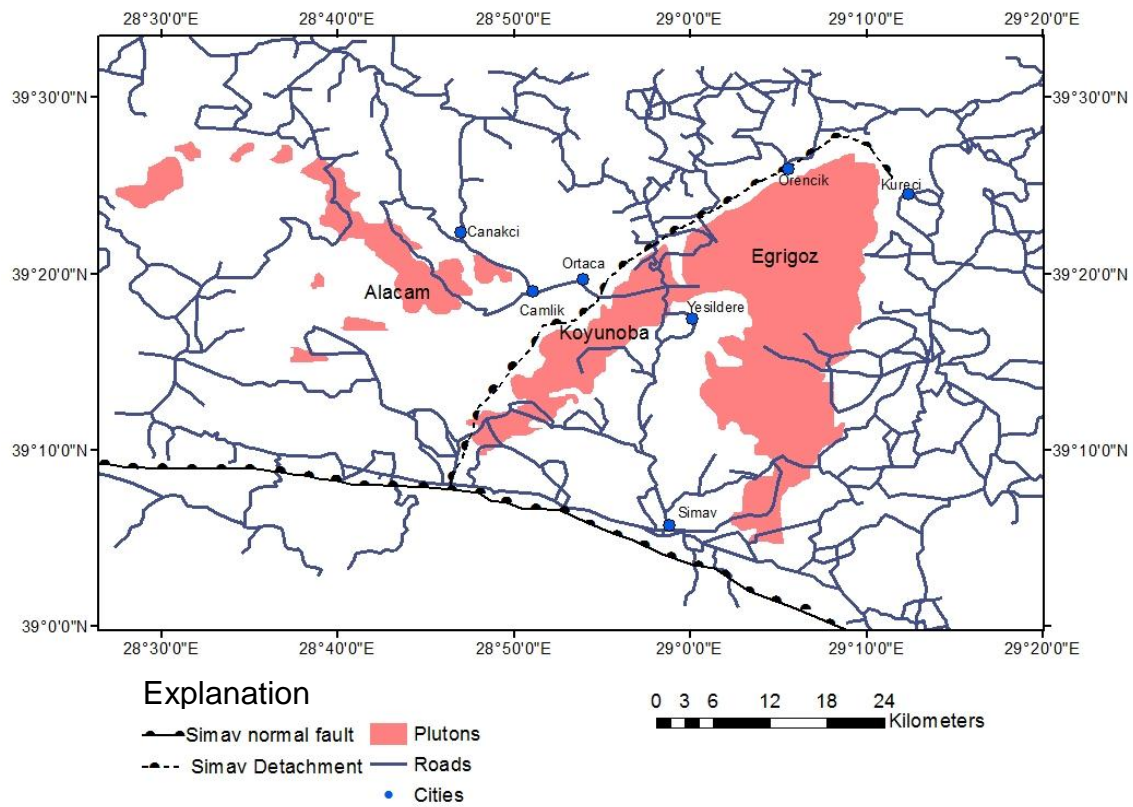 28°30'0"E 28°40'0"E 28°50'0"E 29°0'0"E 29°10'0"E 29°20'0"E
39°30'0"N 39°30'0"N
Orencik
Kureci
Canakci
Egrigoz
Ortaca
39°20'0"N 39°20'0"N
Alacam
Camlik
Yesildere
Koyunoba
39°10'0"N 39°10'0"N
Simav
39°0'0"N
28°30'0"E 28°40'0"E 28°50'0"E 29°0'0"E 29°10'0"E 29°20'0"E
Explanation
Simav normal fault
Simav Detachment
Plutons
Roads
Cities
0 3 6 12 18 24
Kilometers